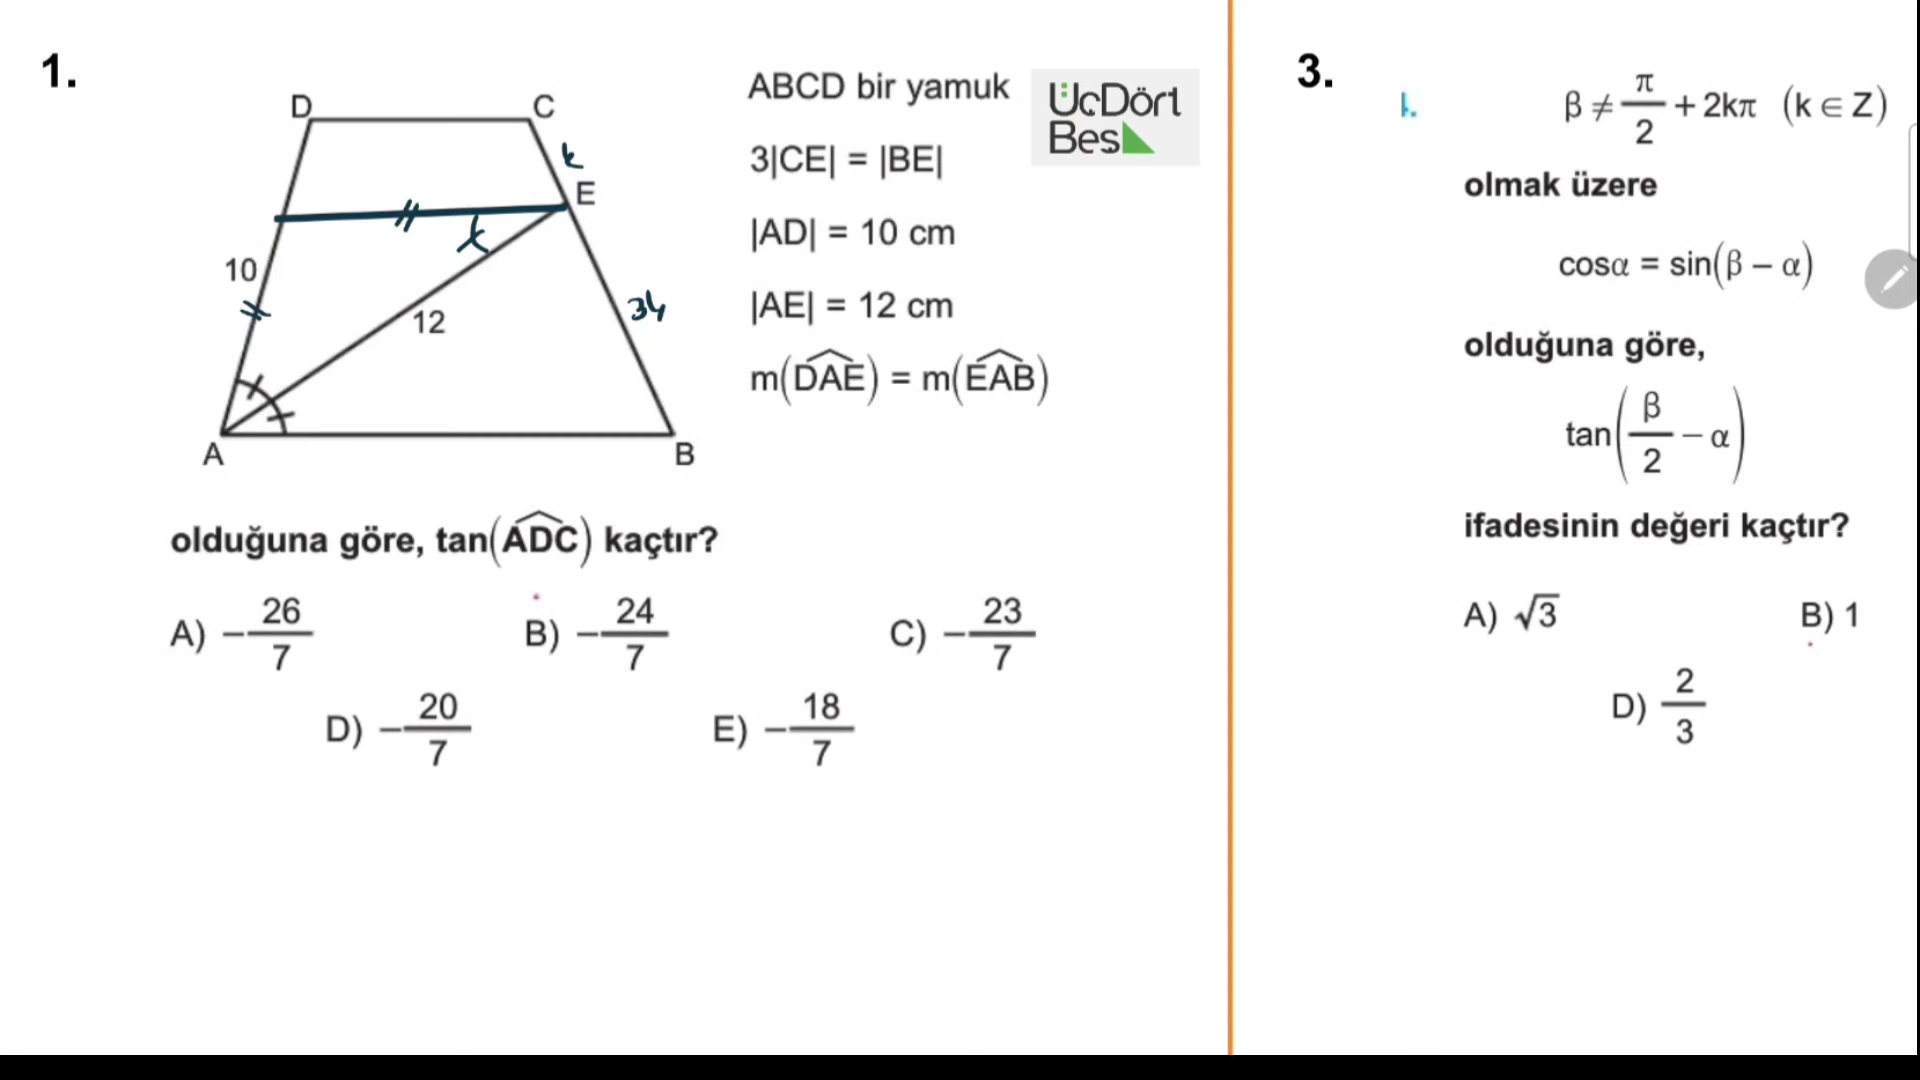 1.
D
C
k
E
10
12
34
A
B
ABCD bir yamuk
3|CE| = |BE|
|AD| = 10 cm
|AE| = 12 cm
m(DAE) = m(EAB)
ÜçDört
Beş
olduğuna göre, tan(ADC) kaçtır?
A) -26/7
B) -24/7
C) -23/7
D) -20/7
E) -18/7
3.
β ≠ π/2 + 2kπ (k ∈ Z)
olmak üzere
cosα = sin(β – α)
olduğuna göre,
tan(β/2 – α)
ifadesinin değeri kaçtır?
A) √3
B) 1
D) 2/3